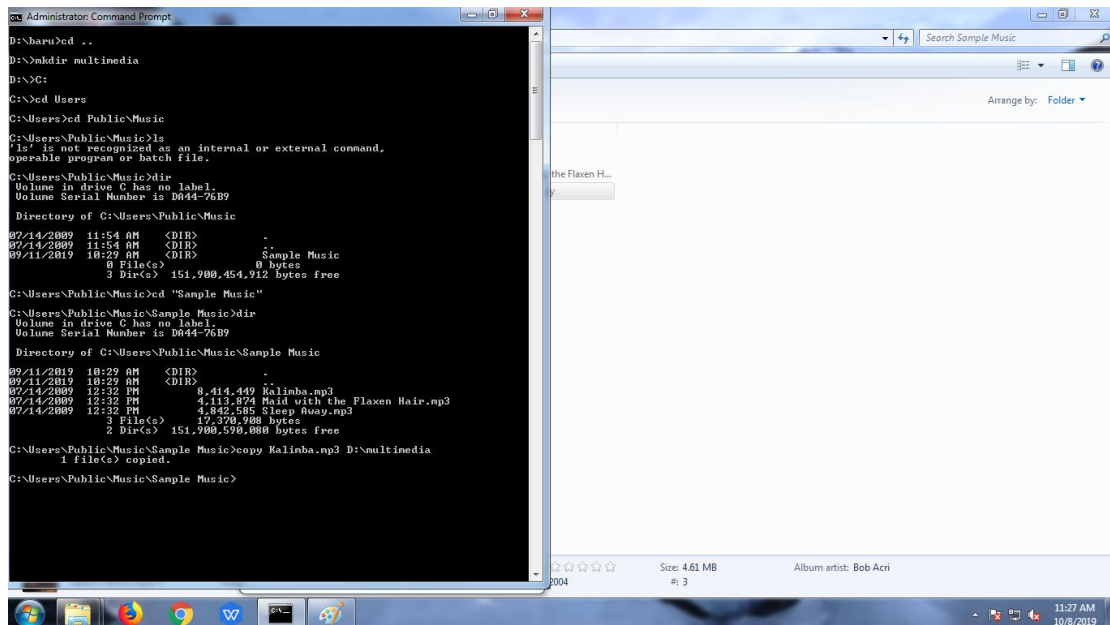 Administrator: Command Prompt
D:\baru>cd ..
D:\>mkdir multimedia
D:\>C:
C:\>cd Users
C:\Users>cd Public\Music
C:\Users\Public\Music>ls
'ls' is not recognized as an internal or external command,
operable program or batch file.
C:\Users\Public\Music>dir
Volume in drive C has no label.
Volume Serial Number is DA44-76B9
Directory of C:\Users\Public\Music
07/14/2009  11:54 AM    <DIR>          .
07/14/2009  11:54 AM    <DIR>          ..
09/11/2019  10:29 AM    <DIR>          Sample Music
0 File(s)              0 bytes
3 Dir(s)  151,900,454,912 bytes free
C:\Users\Public\Music>cd "Sample Music"
C:\Users\Public\Music\Sample Music>dir
Volume in drive C has no label.
Volume Serial Number is DA44-76B9
Directory of C:\Users\Public\Music\Sample Music
09/11/2019  10:29 AM    <DIR>          .
09/11/2019  10:29 AM    <DIR>          ..
07/14/2009  12:32 PM         8,414,449 Kalimba.mp3
07/14/2009  12:32 PM         4,113,874 Maid with the Flaxen Hair.mp3
07/14/2009  12:32 PM         4,842,585 Sleep Away.mp3
3 File(s)     17,370,908 bytes
2 Dir(s)  151,900,590,080 bytes free
C:\Users\Public\Music\Sample Music>copy Kalimba.mp3 D:\multimedia
1 file(s) copied.
C:\Users\Public\Music\Sample Music>
Search Sample Music
Arrange by: Folder
the Flaxen H...
y
Size: 4.61 MB
Album artist: Bob Acri
2004
#: 3
11:27 AM
10/8/2019